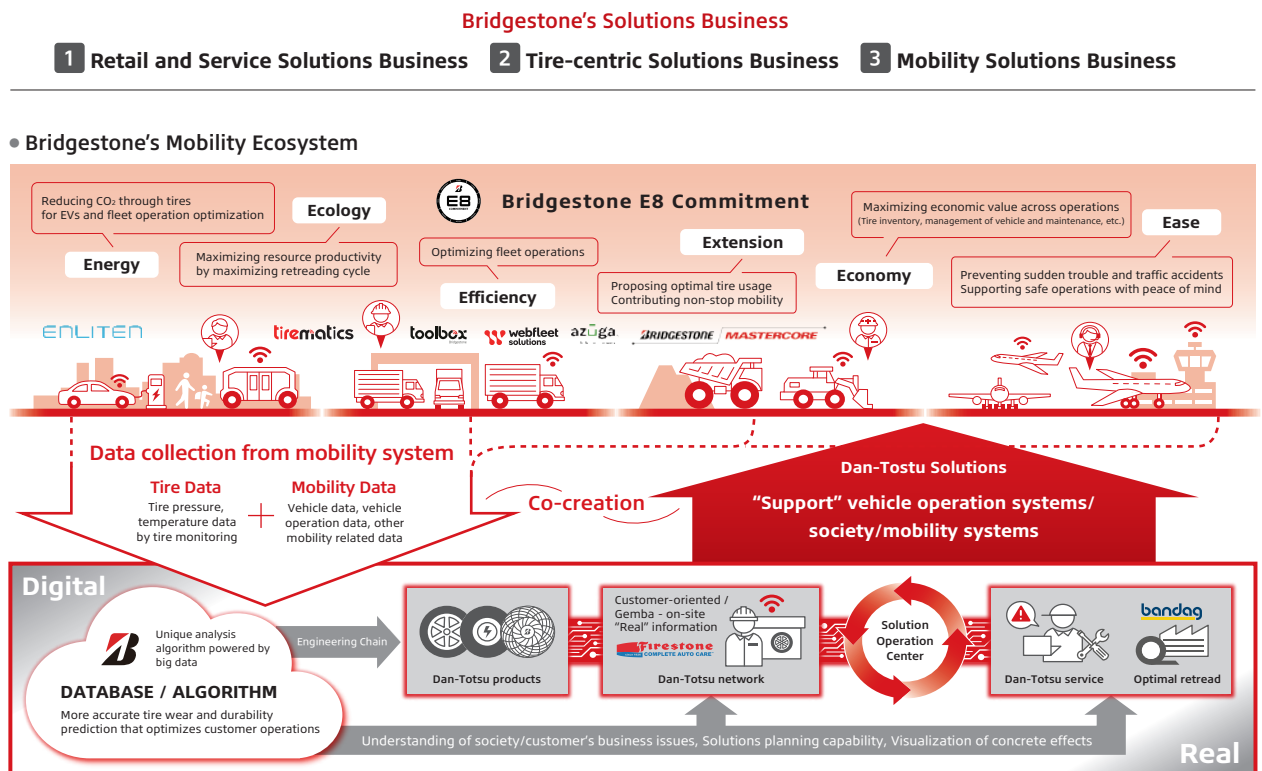 Bridgestone’s Solutions Business
1 Retail and Service Solutions Business 2 Tire-centric Solutions Business 3 Mobility Solutions Business
● Bridgestone’s Mobility Ecosystem
E8
Bridgestone E8 Commitment
Reducing CO₂ through tires
for EVs and fleet operation optimization
Energy
Ecology
Maximizing resource productivity
by maximizing retreading cycle
Optimizing fleet operations
Efficiency
Extension
Proposing optimal tire usage
Contributing non-stop mobility
Maximizing economic value across operations
(Tire inventory, management of vehicle and maintenance, etc.)
Economy
Ease
Preventing sudden trouble and traffic accidents
Supporting safe operations with peace of mind
ENLITEN
tirematics
toolbox
webfleet
solutions
azuga
BRIDGESTONE MASTERCORE
Data collection from mobility system
Tire Data
Tire pressure,
temperature data
by tire monitoring
Mobility Data
Vehicle data, vehicle
operation data, other
mobility related data
Co-creation
Dan-Tostu Solutions
“Support” vehicle operation systems/
society/mobility systems
Digital
Unique analysis
algorithm powered by
big data
DATABASE / ALGORITHM
More accurate tire wear and durability
prediction that optimizes customer operations
Engineering Chain
Dan-Totsu products
Customer-oriented /
Gemba - on-site
“Real” information
Firestone
COMPLETE AUTO CARE
Dan-Totsu network
Solution
Operation
Center
Dan-Totsu service
bandag
Optimal retread
Understanding of society/customer’s business issues, Solutions planning capability, Visualization of concrete effects
Real